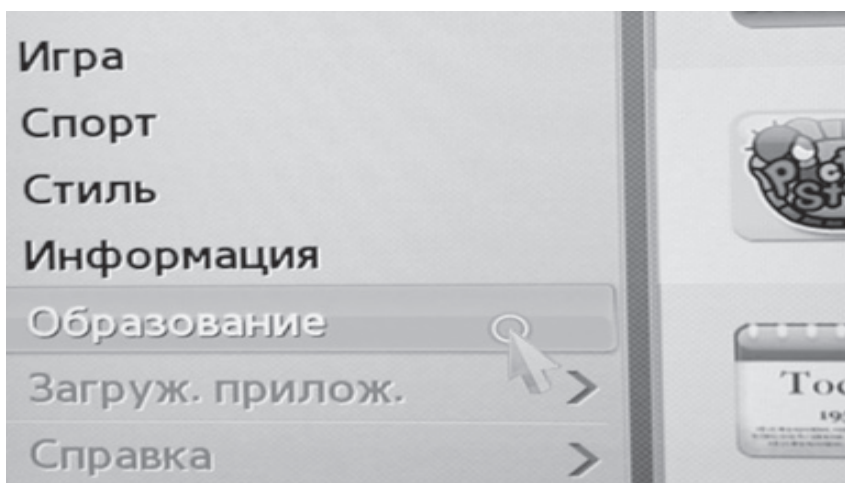 Игра
Спорт
Стиль
Информация
Образование
Загруж. прилож.
Справка